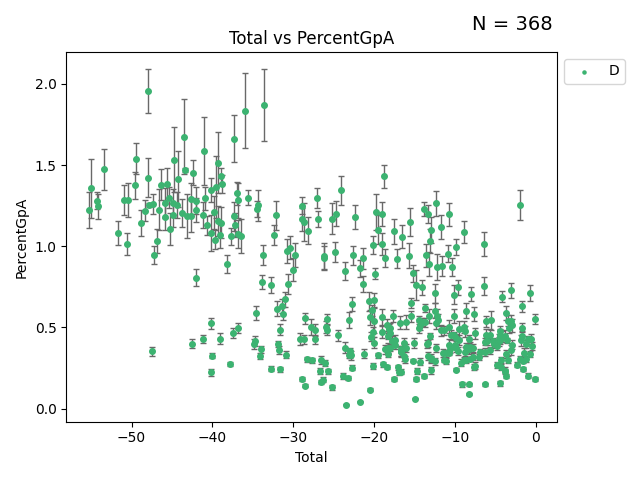 N = 368
Total vs PercentGpA
D
PercentGpA
2.0
1.5
1.0
0.5
0.0
−50 −40 −30 −20 −10 0
Total